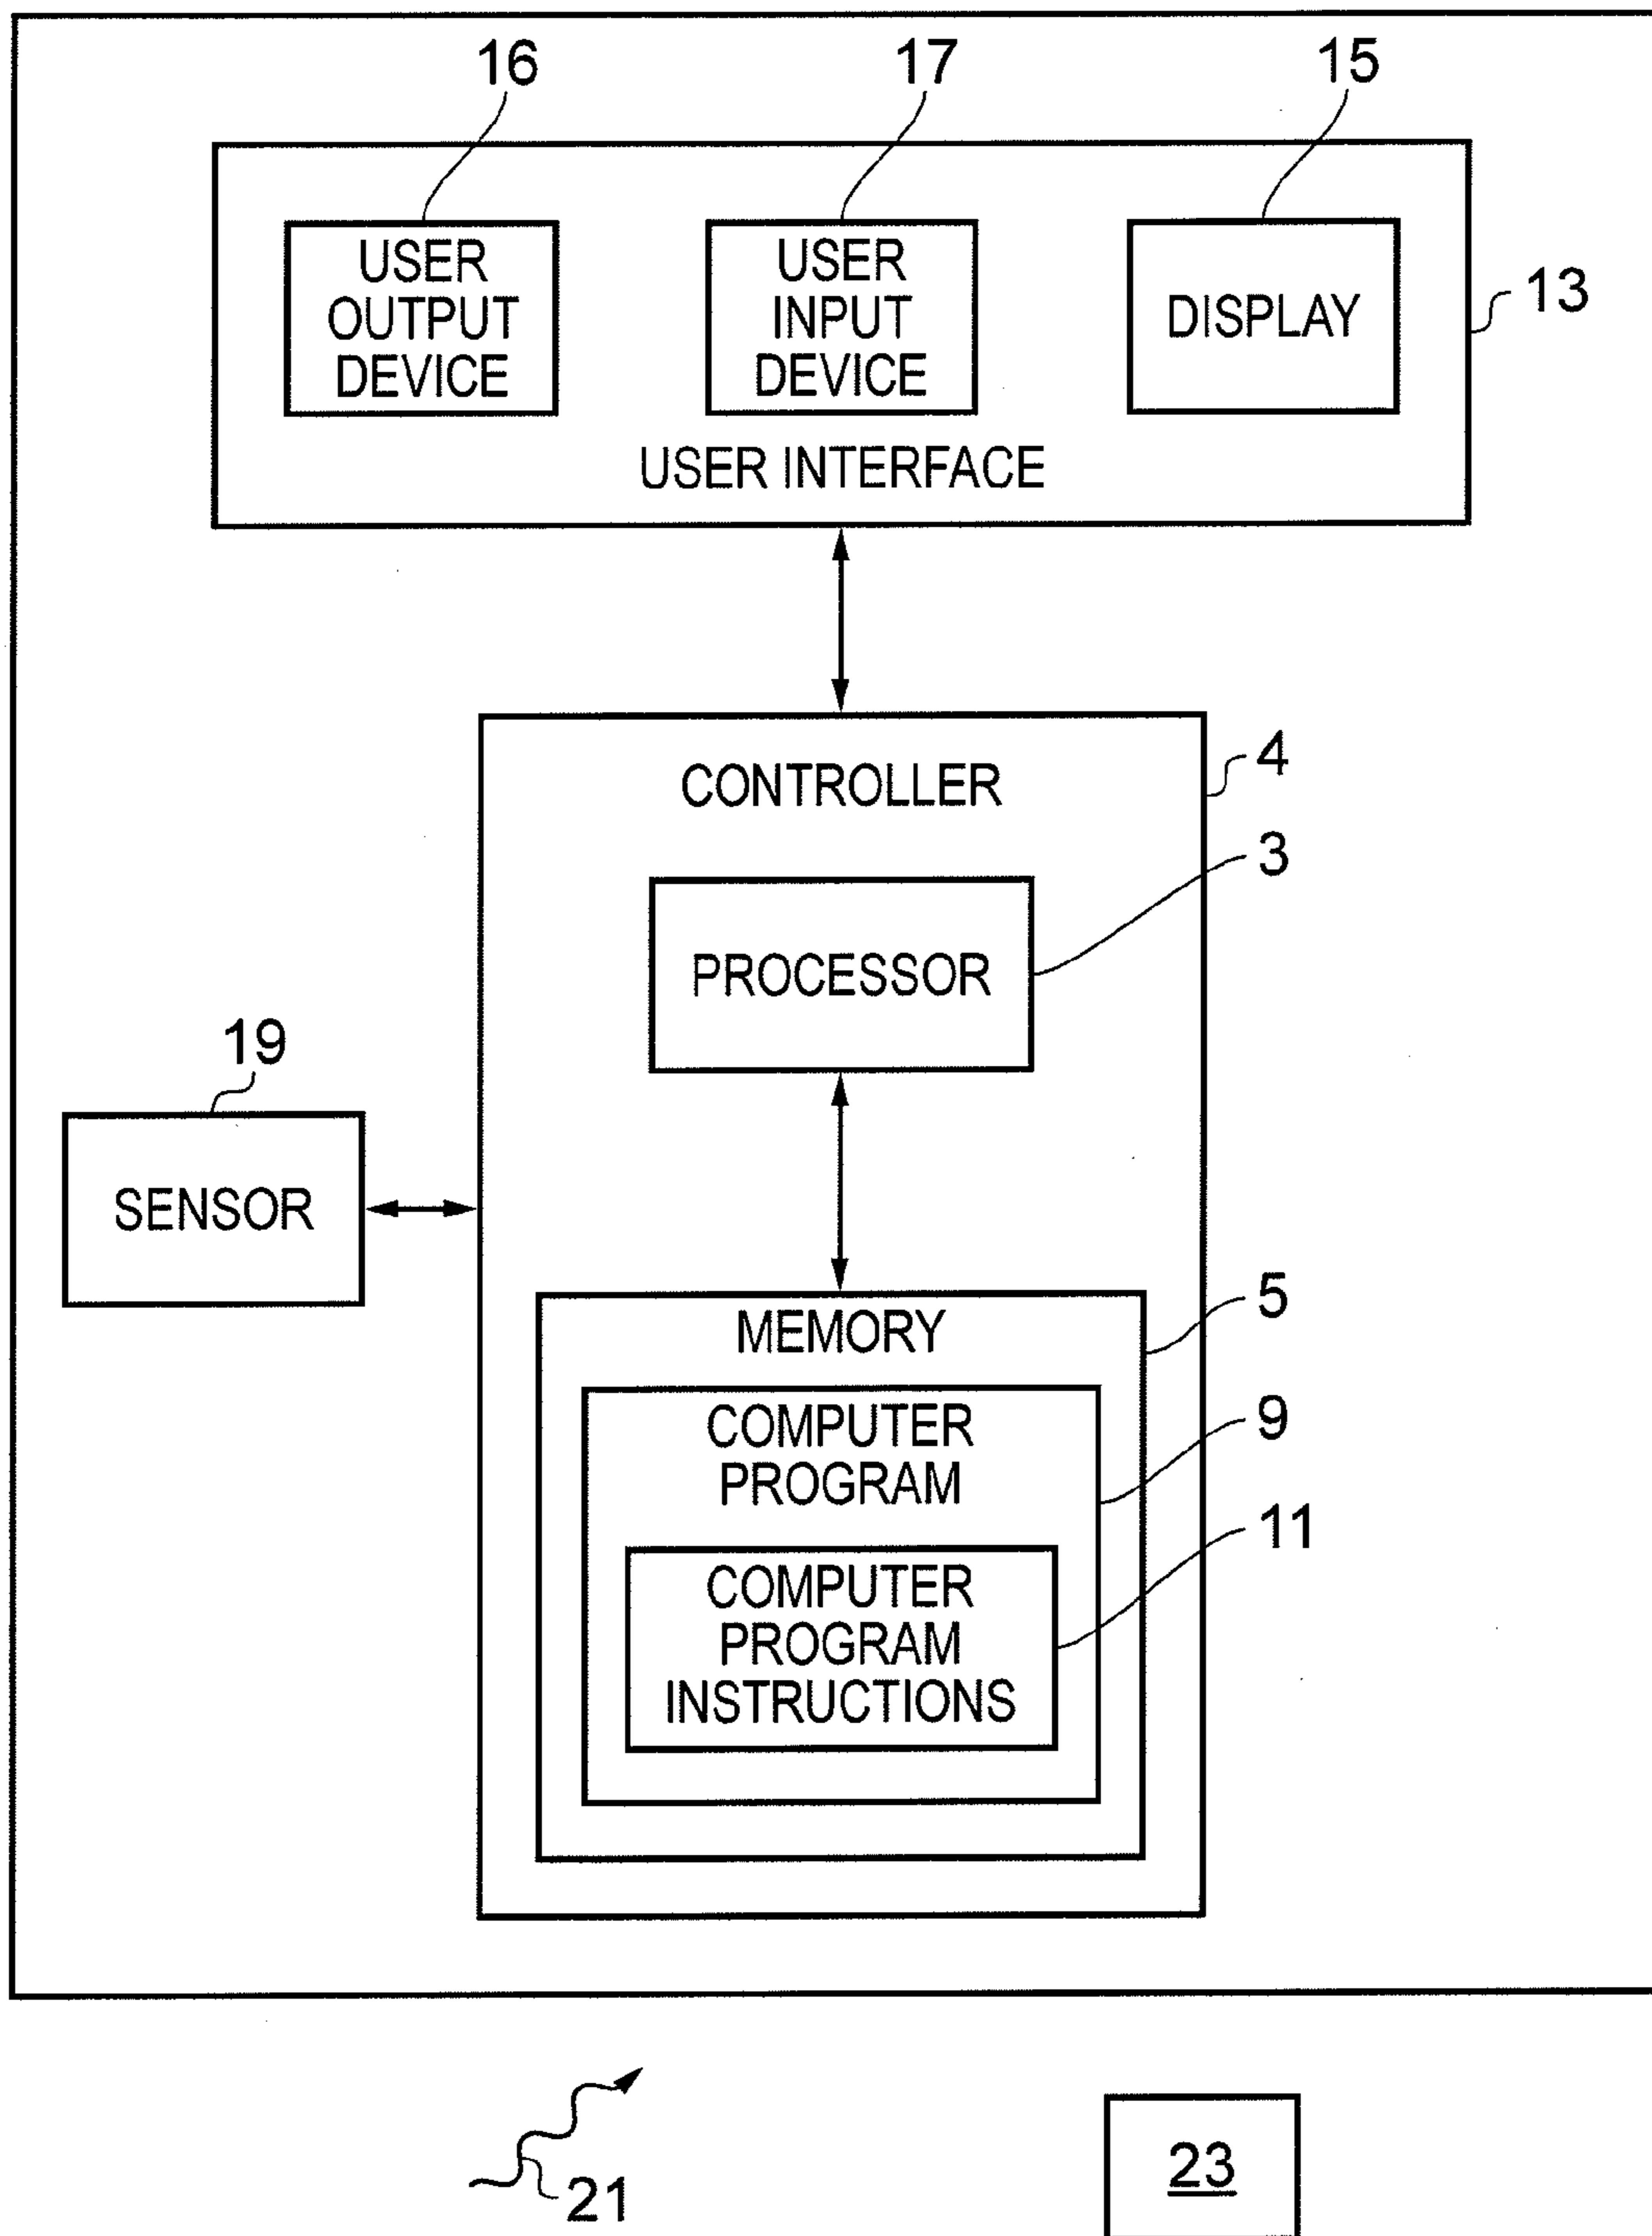 16
17
15
USER
OUTPUT
DEVICE
USER
INPUT
DEVICE
DISPLAY
13
USER INTERFACE
4
CONTROLLER
3
PROCESSOR
19
SENSOR
5
MEMORY
9
COMPUTER
PROGRAM
11
COMPUTER
PROGRAM
INSTRUCTIONS
21
23